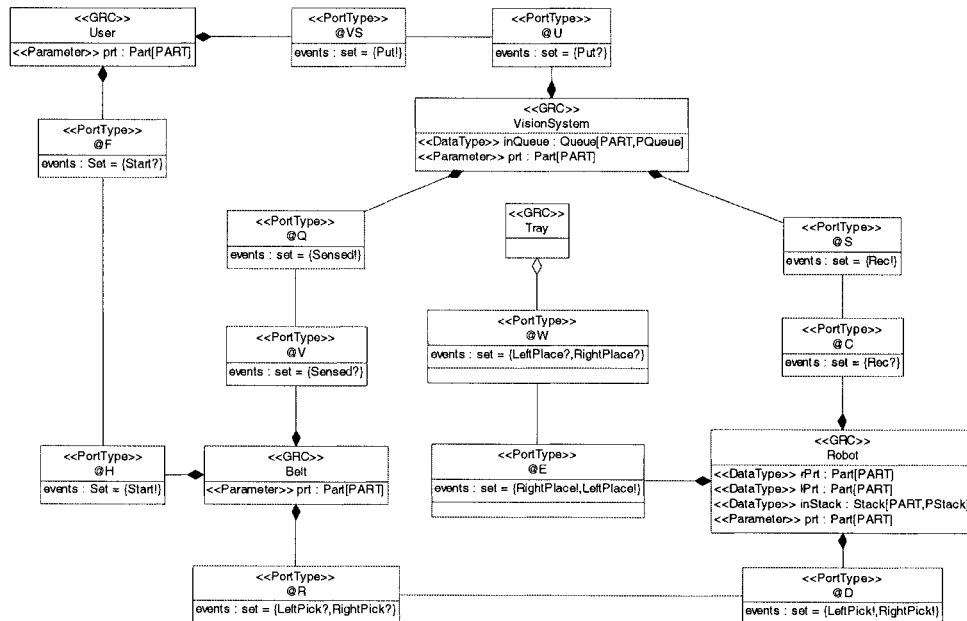 <<GRC>>
User
<<Parameter>> prt : Part[PART]
<<PortType>>
@VS
events : set = {Put!}
<<PortType>>
@U
events : set = {Put?}
<<GRC>>
VisionSystem
<<DataType>> inQueue : Queue[PART,PQueue]
<<Parameter>> prt : Part[PART]
<<PortType>>
@F
events : Set = {Start?}
<<PortType>>
@Q
events : set = {Sensed!}
<<GRC>>
Tray
<<PortType>>
@S
events : set = {Rec!}
<<PortType>>
@V
events : set = {Sensed?}
<<PortType>>
@W
events : set = {LeftPlace?,RightPlace?}
<<PortType>>
@C
events : set = {Rec?}
<<PortType>>
@H
events : Set = {Start!}
<<GRC>>
Belt
<<Parameter>> prt : Part[PART]
<<PortType>>
@E
events : set = {RightPlace!,LeftPlace!}
<<GRC>>
Robot
<<DataType>> rPrt : Part[PART]
<<DataType>> lPrt : Part[PART]
<<DataType>> inStack : Stack[PART,PStack]
<<Parameter>> prt : Part[PART]
<<PortType>>
@R
events : set = {LeftPick?,RightPick?}
<<PortType>>
@D
events : set = {LeftPick!,RightPick!}